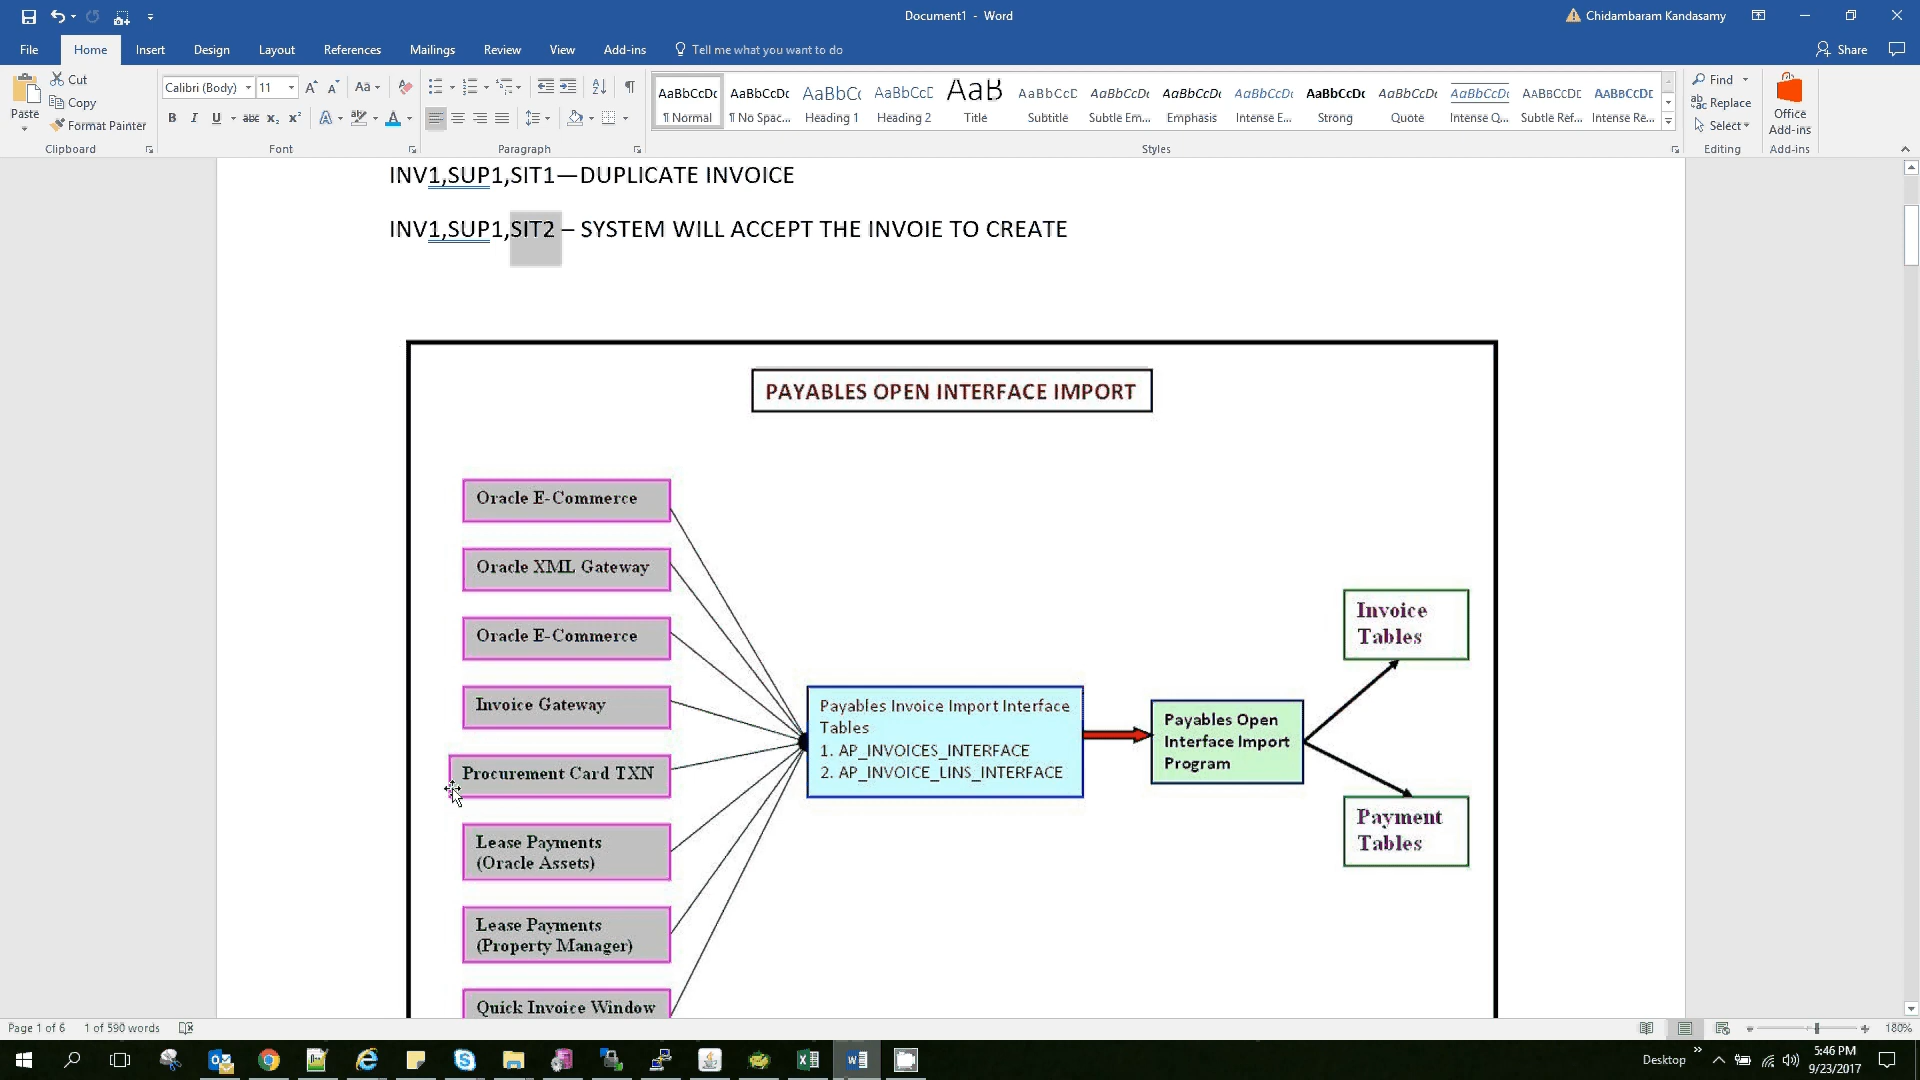 Document1 - Word
Chidambaram Kandasamy
File Home Insert Design Layout References Mailings Review View Add-ins Tell me what you want to do Share
Cut
Copy
Format Painter
Paste
Clipboard
Calibri (Body) 11
Font
Paragraph
AaBbCcDc AaBbCcDc AaBbCc AaBbCcD AaB AaBbCcD AaBbCcDc AaBbCcDc AaBbCcDc AaBbCcDc AaBbCcDc AaBbCcDc AaBbCcDc AaBbCcDc
¶ Normal ¶ No Spac... Heading 1 Heading 2 Title Subtitle Subtle Em... Emphasis Intense E... Strong Quote Intense Q... Subtle Ref... Intense Re...
Styles
Find
Replace
Select
Editing
Office
Add-ins
Add-ins
INV1,SUP1,SIT1—DUPLICATE INVOICE
INV1,SUP1,SIT2 – SYSTEM WILL ACCEPT THE INVOIE TO CREATE
PAYABLES OPEN INTERFACE IMPORT
Oracle E-Commerce
Oracle XML Gateway
Oracle E-Commerce
Invoice Gateway
Procurement Card TXN
Lease Payments
(Oracle Assets)
Lease Payments
(Property Manager)
Quick Invoice Window
Payables Invoice Import Interface
Tables
1. AP_INVOICES_INTERFACE
2. AP_INVOICE_LINS_INTERFACE
Payables Open
Interface Import
Program
Invoice
Tables
Payment
Tables
Page 1 of 6 1 of 590 words
180%
Desktop
5:46 PM
9/23/2017